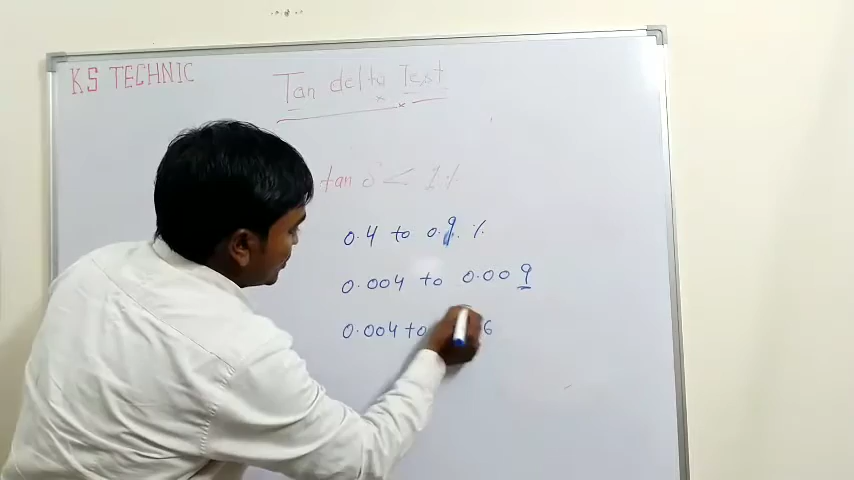 KS TECHNIC
Tan delta Test
tan δ < 1%
0.4 to 0.9 %
0.004 to 0.009
0.004 to 6